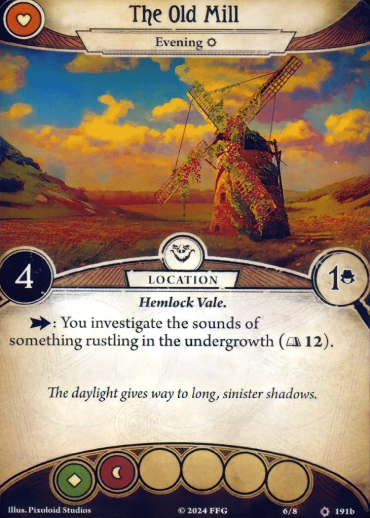 The Old Mill
Evening
4
1
LOCATION
Hemlock Vale.
: You investigate the sounds of
something rustling in the undergrowth ( 12).
The daylight gives way to long, sinister shadows.
Illus. Pixoloid Studios © 2024 FFG 6/8 191b